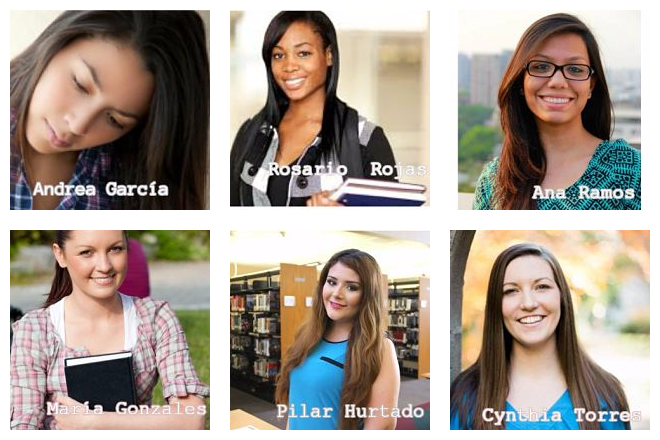 Andrea García
Rosario Rojas
Ana Ramos
María Gonzales
Pilar Hurtado
Cynthia Torres